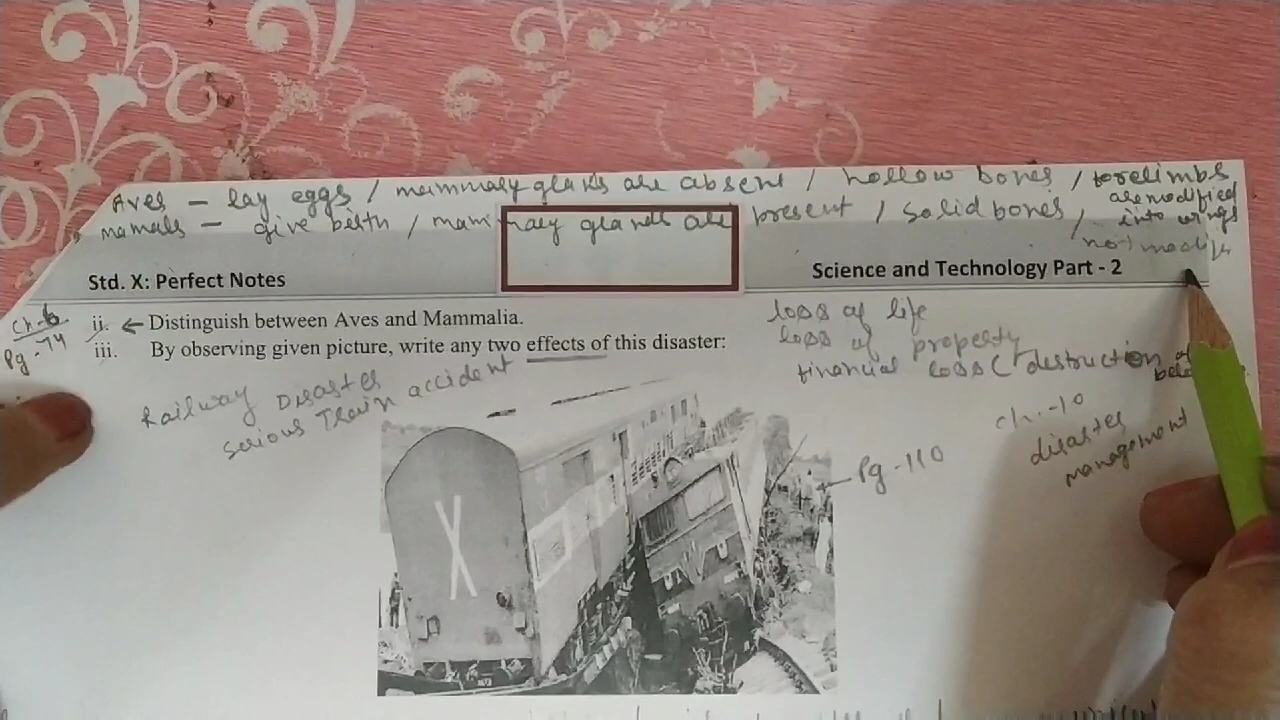 Aves - lay eggs / mammary glands are absent / hollow bones / forelimbs are modified into wings
mamals - give birth / mammary glands are present / solid bones / not modify
Std. X: Perfect Notes
Science and Technology Part - 2
Ch-6
Pg-74
ii. ← Distinguish between Aves and Mammalia.
iii. By observing given picture, write any two effects of this disaster:
loss of life
loss of property
financial loss ( destruction of
Railway Disaster
serious Train accident
ch.-10
disaster
management
←Pg-110
X